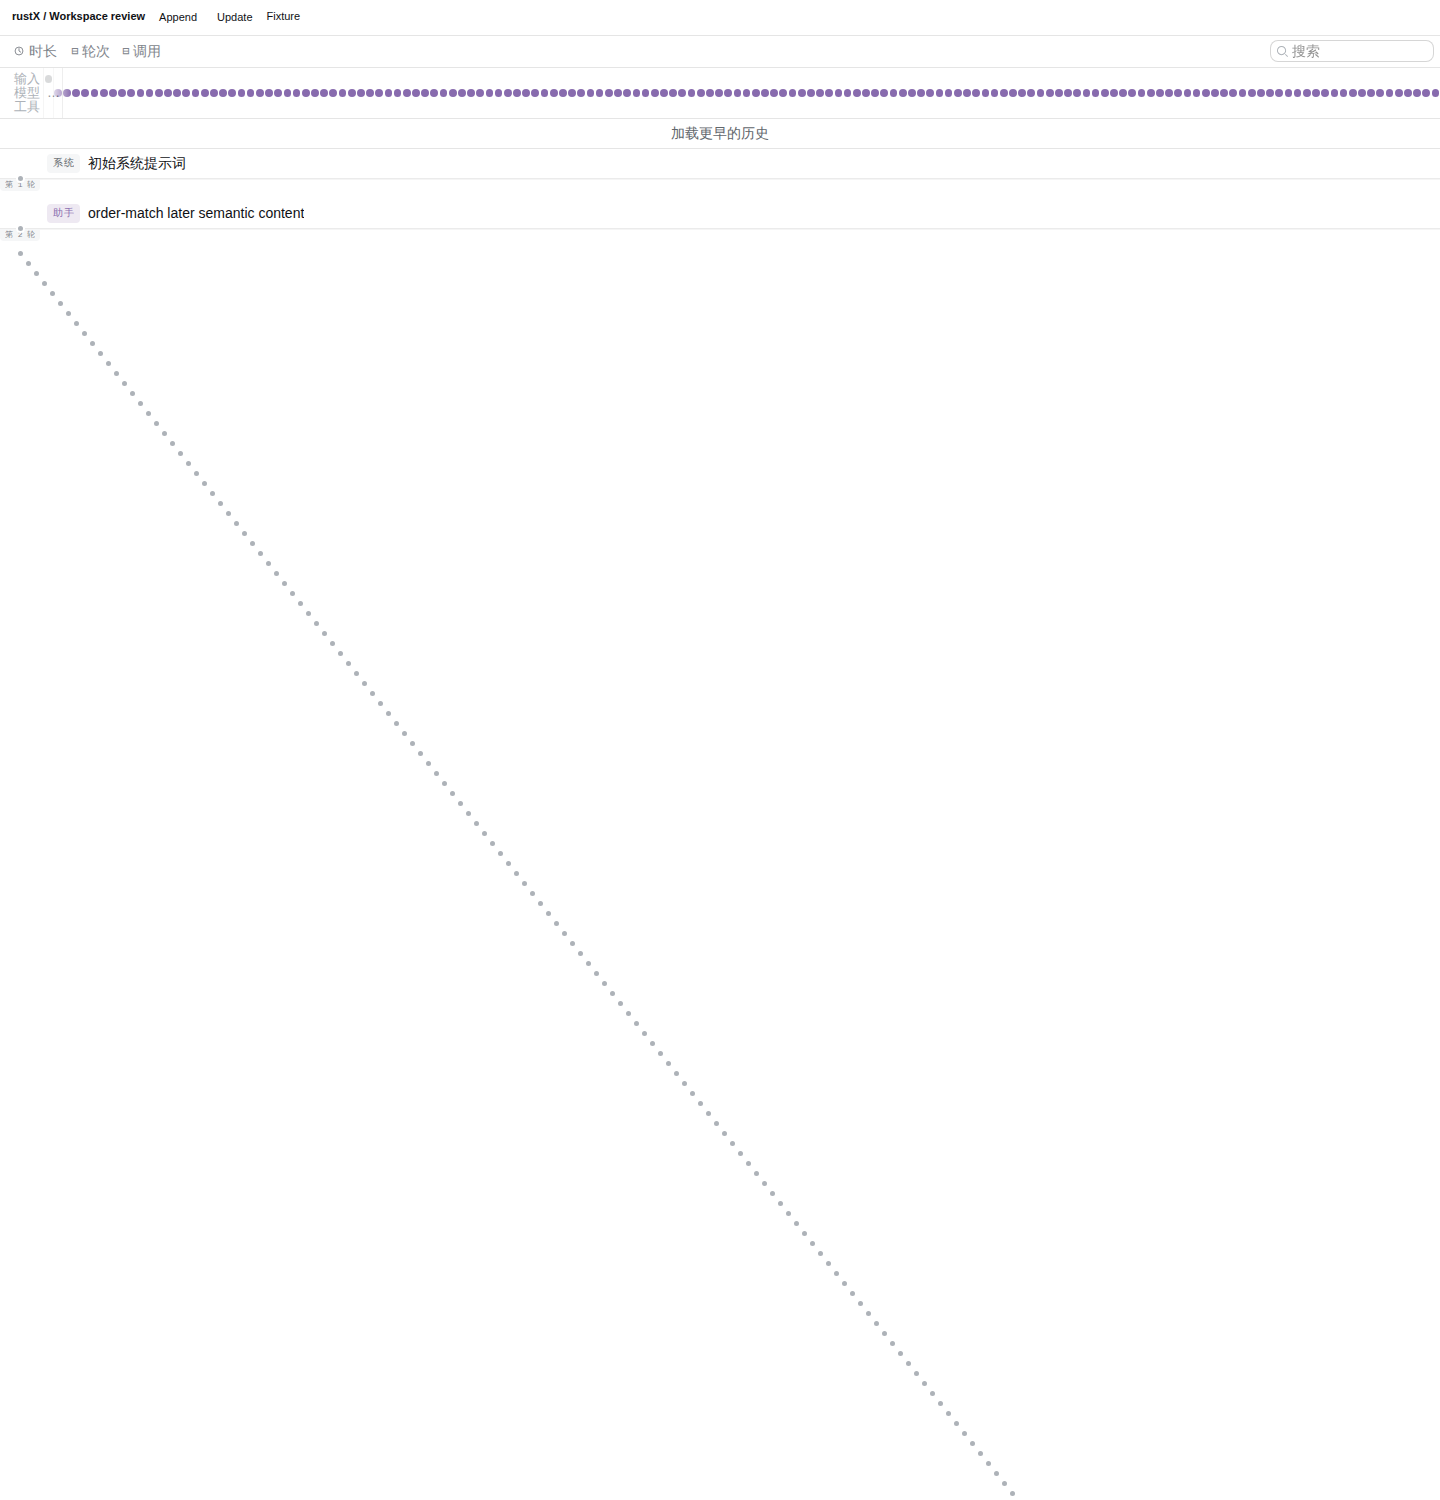 rustX / Workspace review Append Update Fixture
时长 轮次 调用 搜索
输入
模型 ...
工具
加载更早的历史
系统 初始系统提示词
第 1 轮
助手 order-match later semantic content
第 2 轮